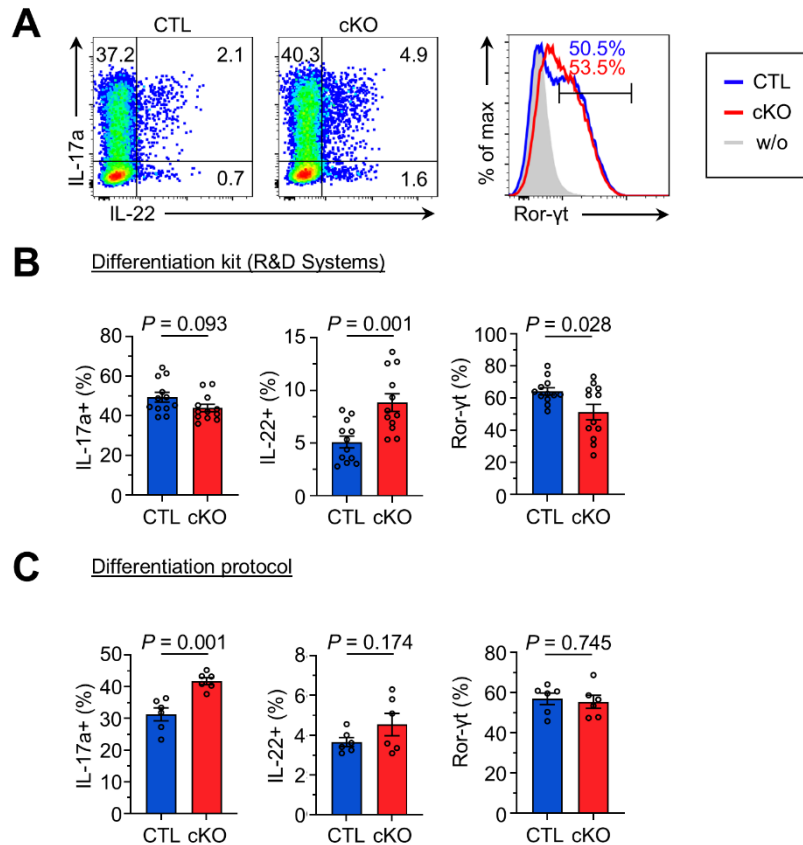 A
CTL
cKO
37.2
2.1
0.7
40.3
4.9
1.6
IL-17a
IL-22
50.5%
53.5%
% of max
Ror-γt
CTL
cKO
w/o
B
Differentiation kit (R&D Systems)
P = 0.093
IL-17a+ (%)
80
60
40
20
0
CTL cKO
P = 0.001
IL-22+ (%)
15
10
5
0
CTL cKO
P = 0.028
Ror-γt (%)
100
80
60
40
20
0
CTL cKO
C
Differentiation protocol
P = 0.001
IL-17a+ (%)
50
40
30
20
10
0
CTL cKO
P = 0.174
IL-22+ (%)
8
6
4
2
0
CTL cKO
P = 0.745
Ror-γt (%)
80
60
40
20
0
CTL cKO